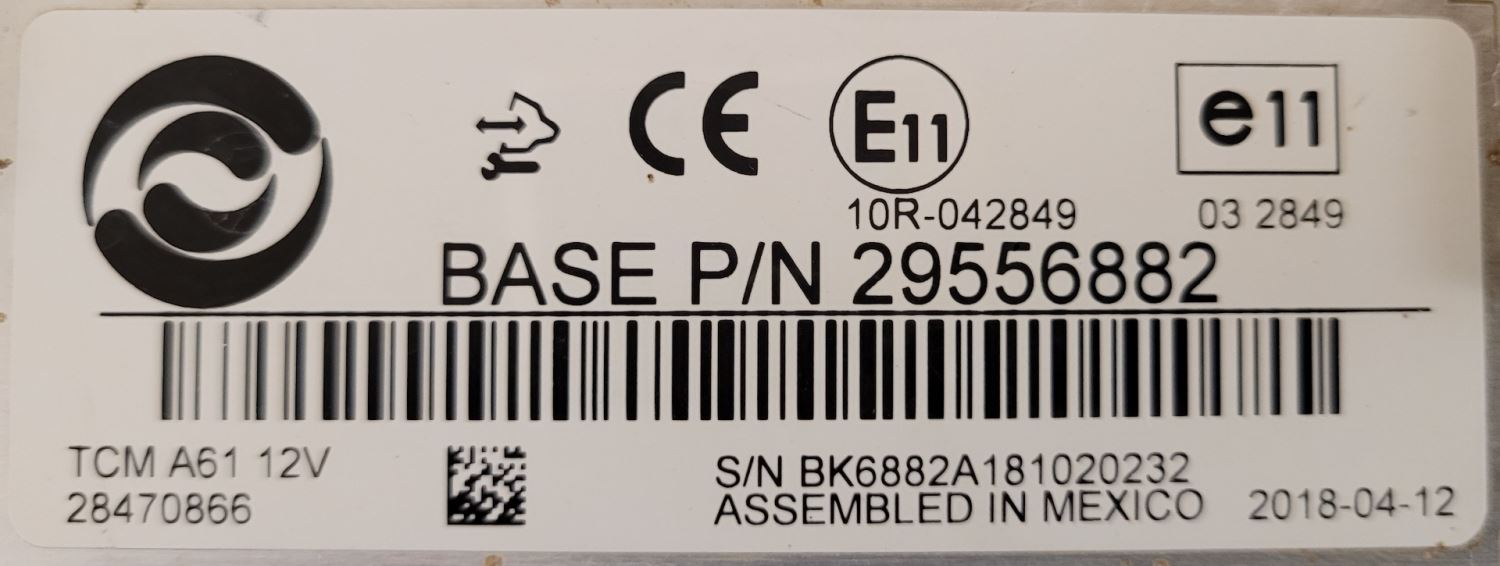 CE
E11
e11
10R-042849
03 2849
BASE P/N 29556882
TCM A61 12V
28470866
S/N BK6882A181020232
ASSEMBLED IN MEXICO
2018-04-12